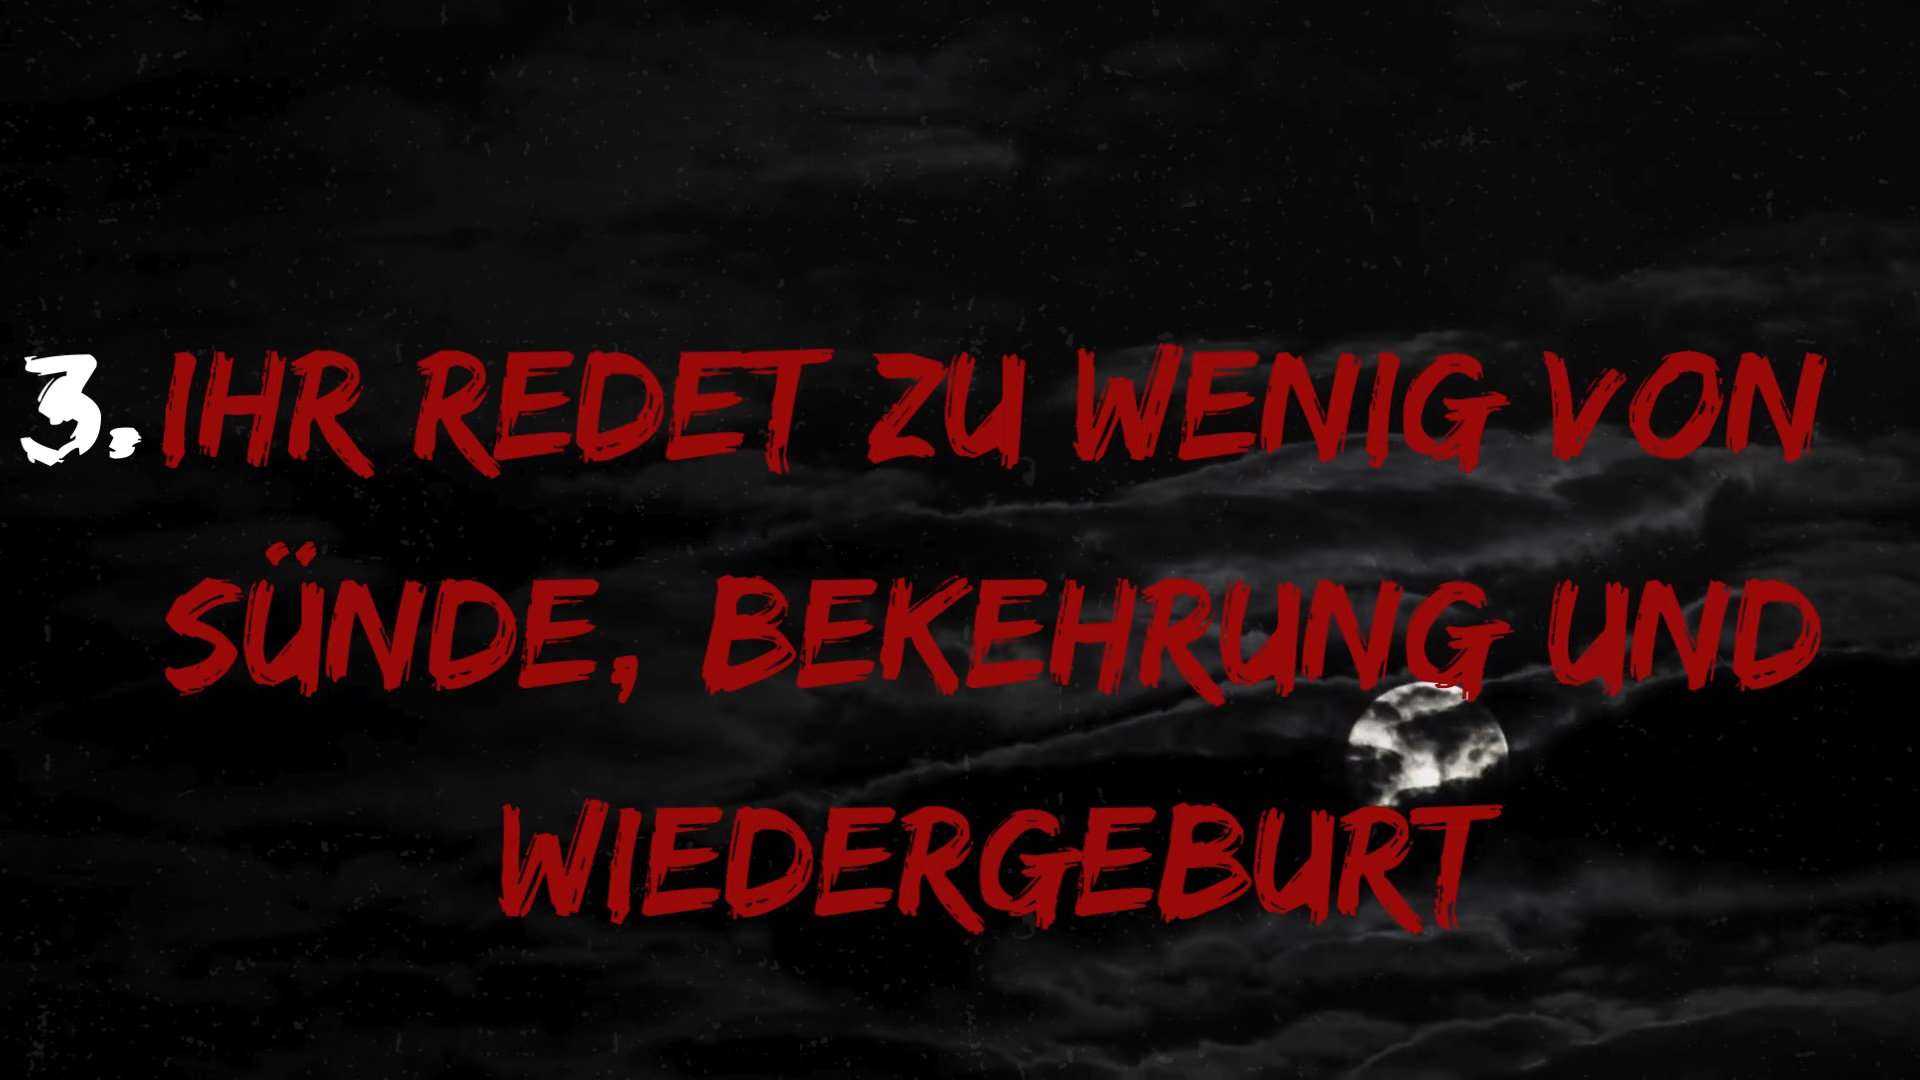 3. IHR REDET ZU WENIG VON
SÜNDE, BEKEHRUNG UND
WIEDERGEBURT